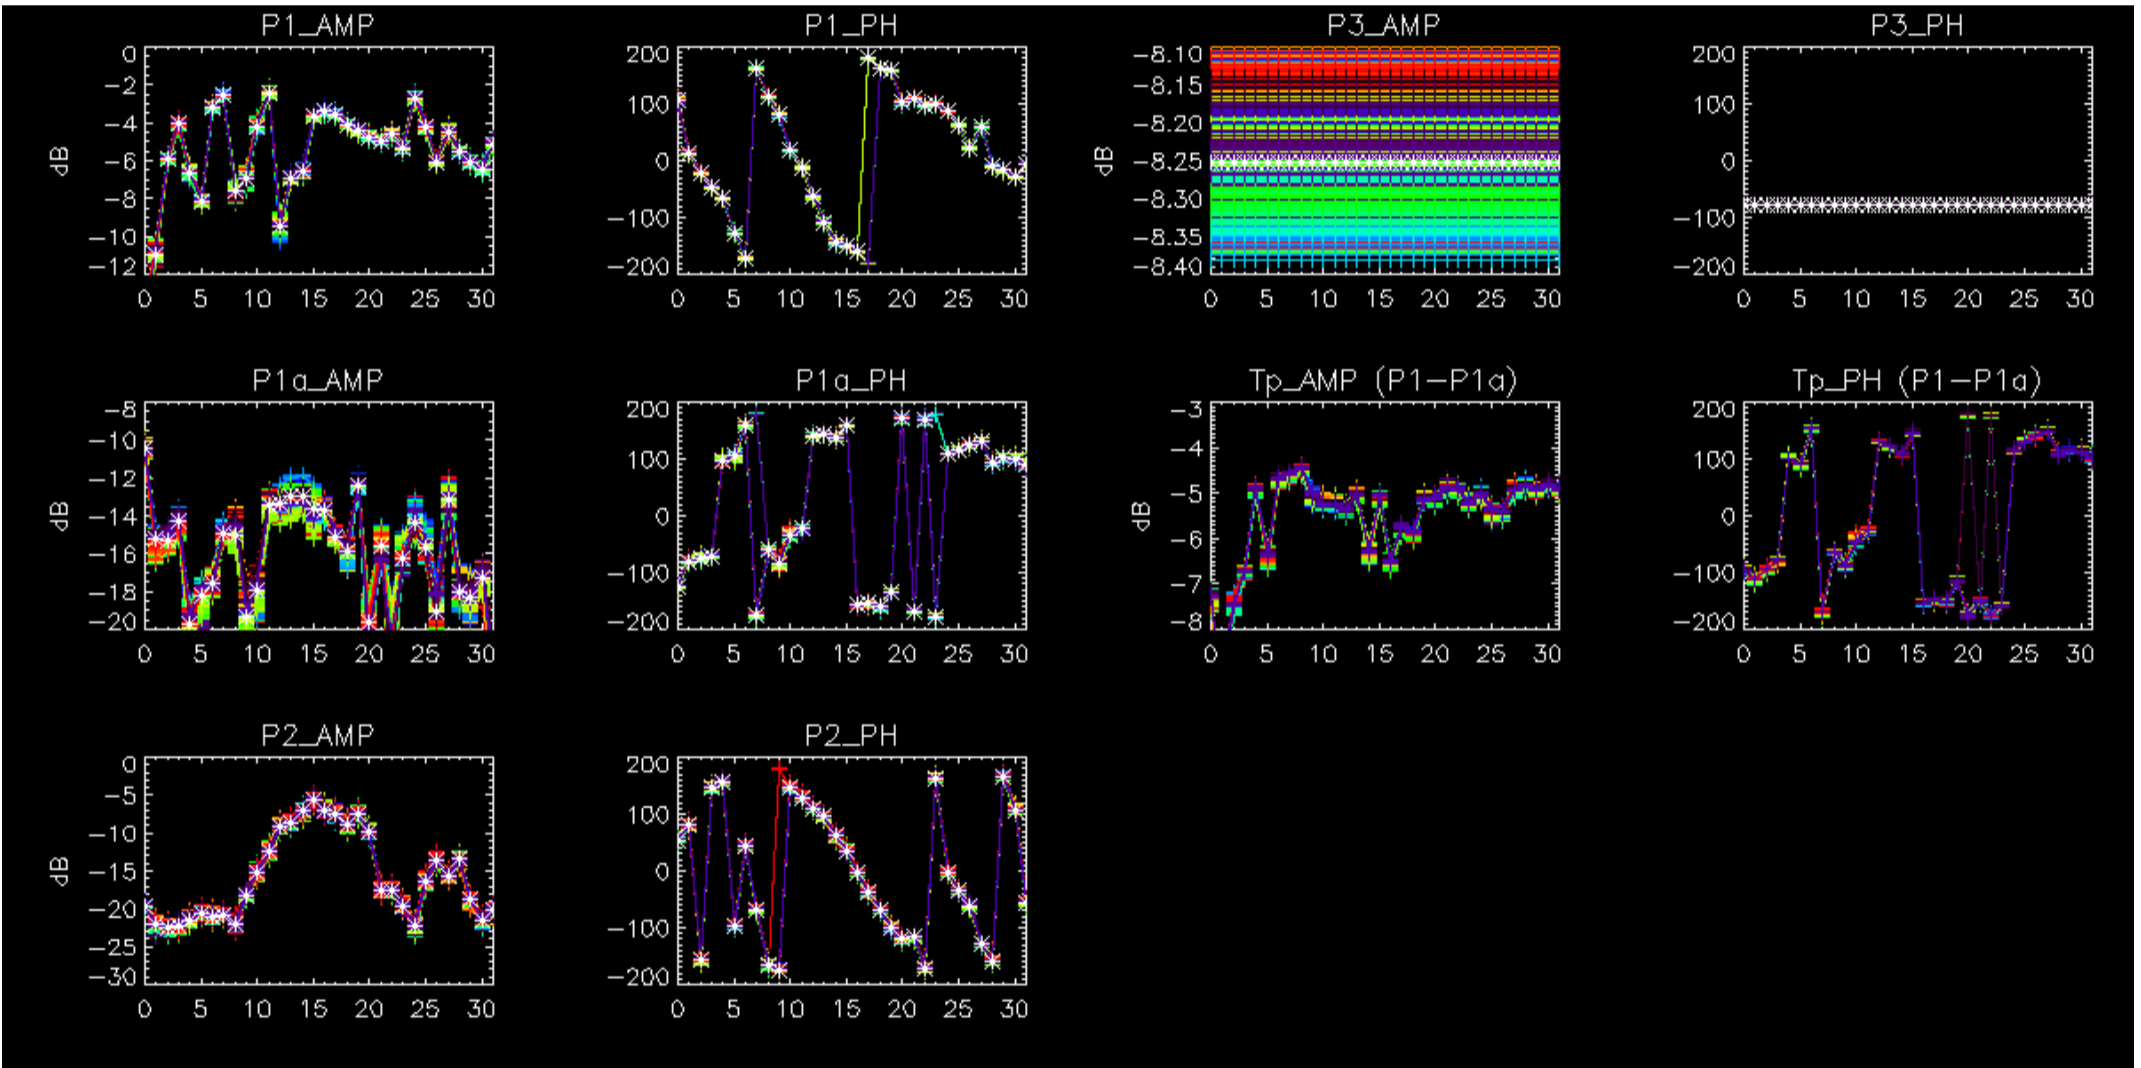 P1_AMP
P1_PH
P3_AMP
P3_PH
dB
0
-2
-4
-6
-8
-10
-12
0 5 10 15 20 25 30
200
100
0
-100
-200
0 5 10 15 20 25 30
dB
-8.10
-8.15
-8.20
-8.25
-8.30
-8.35
-8.40
0 5 10 15 20 25 30
200
100
0
-100
-200
0 5 10 15 20 25 30
P1a_AMP
P1a_PH
Tp_AMP (P1-P1a)
Tp_PH (P1-P1a)
dB
-8
-10
-12
-14
-16
-18
-20
0 5 10 15 20 25 30
200
100
0
-100
-200
0 5 10 15 20 25 30
dB
-3
-4
-5
-6
-7
-8
0 5 10 15 20 25 30
200
100
0
-100
-200
0 5 10 15 20 25 30
P2_AMP
P2_PH
dB
0
-5
-10
-15
-20
-25
-30
0 5 10 15 20 25 30
200
100
0
-100
-200
0 5 10 15 20 25 30